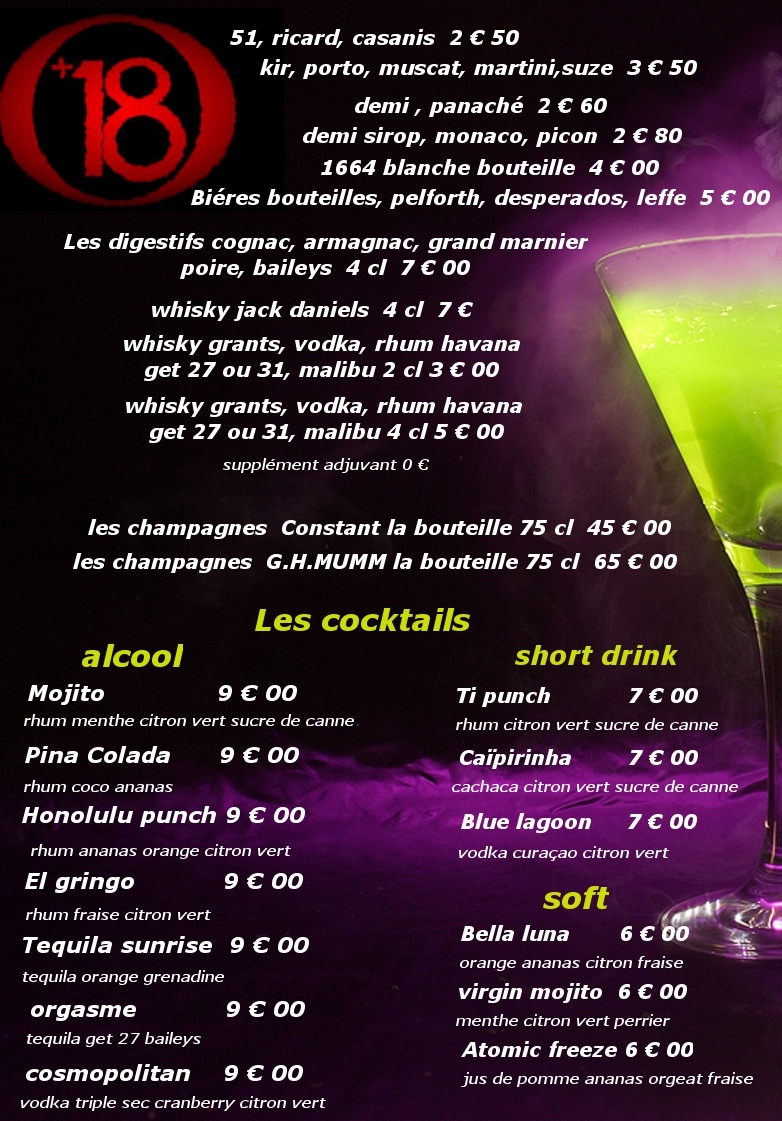 +18
51, ricard, casanis 2 € 50
kir, porto, muscat, martini,suze 3 € 50
demi , panaché 2 € 60
demi sirop, monaco, picon 2 € 80
1664 blanche bouteille 4 € 00
Biéres bouteilles, pelforth, desperados, leffe 5 € 00
Les digestifs cognac, armagnac, grand marnier
poire, baileys 4 cl 7 € 00
whisky jack daniels 4 cl 7 €
whisky grants, vodka, rhum havana
get 27 ou 31, malibu 2 cl 3 € 00
whisky grants, vodka, rhum havana
get 27 ou 31, malibu 4 cl 5 € 00
supplément adjuvant 0 €
les champagnes Constant la bouteille 75 cl 45 € 00
les champagnes G.H.MUMM la bouteille 75 cl 65 € 00
Les cocktails
alcool
Mojito 9 € 00
rhum menthe citron vert sucre de canne
Pina Colada 9 € 00
rhum coco ananas
Honolulu punch 9 € 00
rhum ananas orange citron vert
El gringo 9 € 00
rhum fraise citron vert
Tequila sunrise 9 € 00
tequila orange grenadine
orgasme 9 € 00
tequila get 27 baileys
cosmopolitan 9 € 00
vodka triple sec cranberry citron vert
short drink
Ti punch 7 € 00
rhum citron vert sucre de canne
Caïpirinha 7 € 00
cachaca citron vert sucre de canne
Blue lagoon 7 € 00
vodka curaçao citron vert
soft
Bella luna 6 € 00
orange ananas citron fraise
virgin mojito 6 € 00
menthe citron vert perrier
Atomic freeze 6 € 00
jus de pomme ananas orgeat fraise